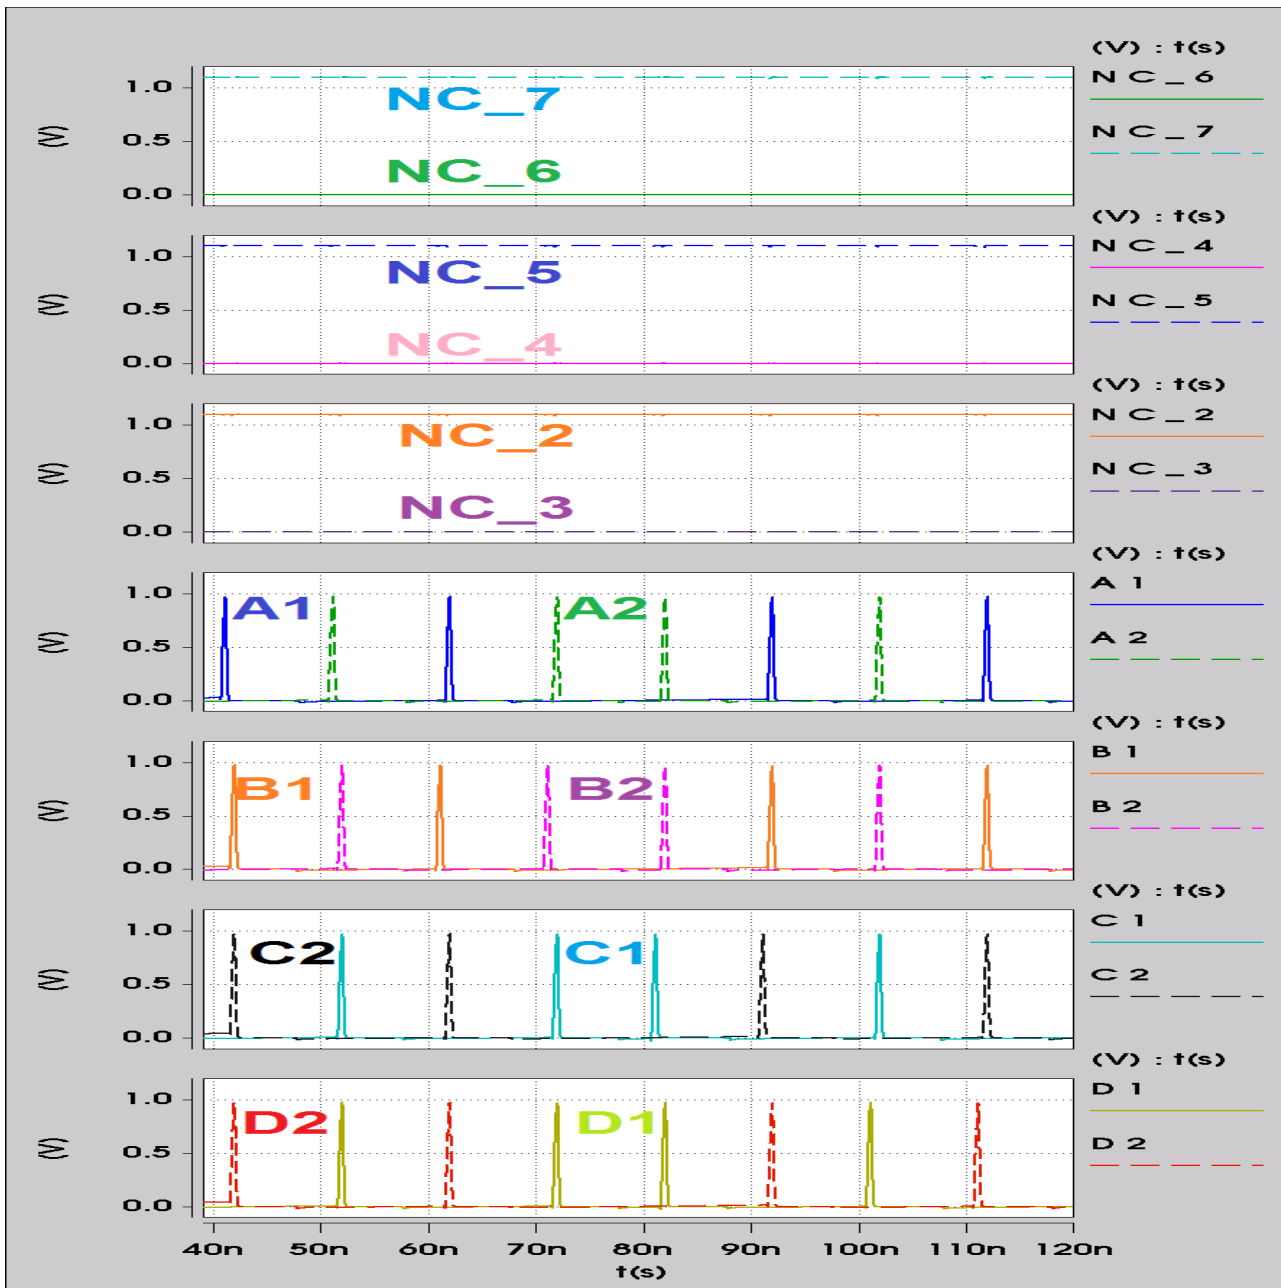 (V) : t(s)
NC_6
NC_7
(V)
1.0
0.5
0.0
NC_7
NC_6
(V) : t(s)
NC_4
NC_5
(V)
1.0
0.5
0.0
NC_5
NC_4
(V) : t(s)
NC_2
NC_3
(V)
1.0
0.5
0.0
NC_2
NC_3
(V) : t(s)
A1
A2
(V)
1.0
0.5
0.0
A1 A2
(V) : t(s)
B1
B2
(V)
1.0
0.5
0.0
B1 B2
(V) : t(s)
C1
C2
(V)
1.0
0.5
0.0
C2 C1
(V) : t(s)
D1
D2
(V)
1.0
0.5
0.0
D2 D1
40n 50n 60n 70n 80n 90n 100n 110n 120n
t(s)